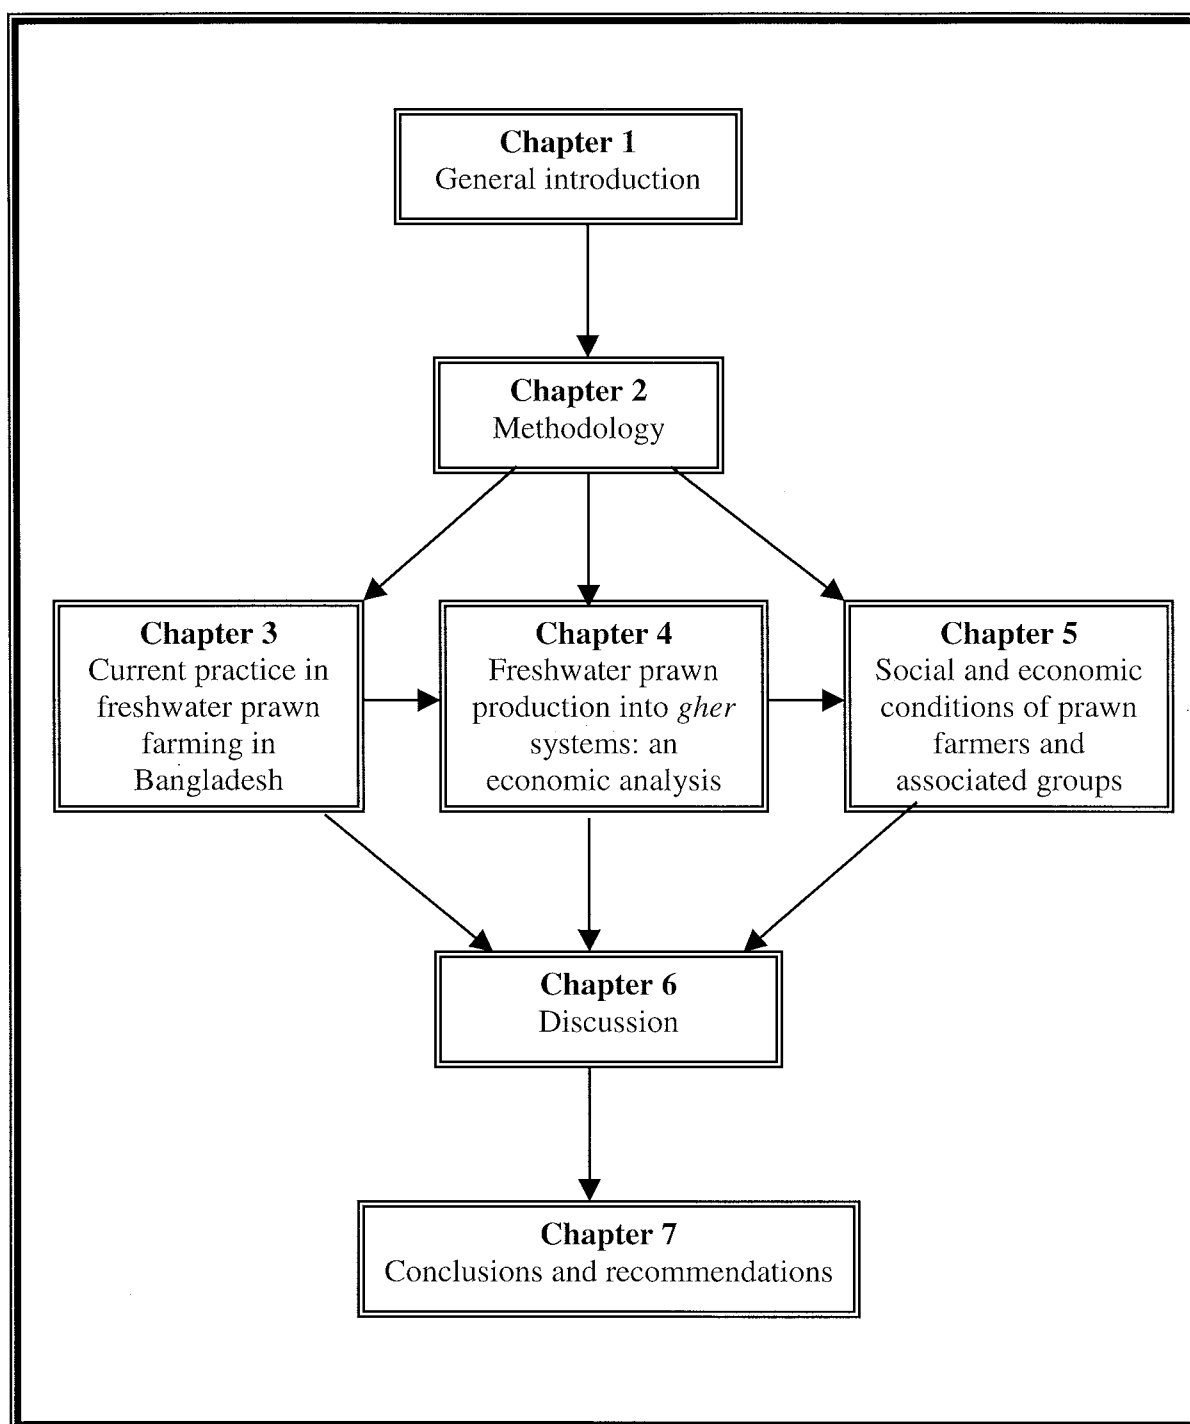 Chapter 1
General introduction
Chapter 2
Methodology
Chapter 3
Current practice in
freshwater prawn
farming in
Bangladesh
Chapter 4
Freshwater prawn
production into gher
systems: an
economic analysis
Chapter 5
Social and economic
conditions of prawn
farmers and
associated groups
Chapter 6
Discussion
Chapter 7
Conclusions and recommendations